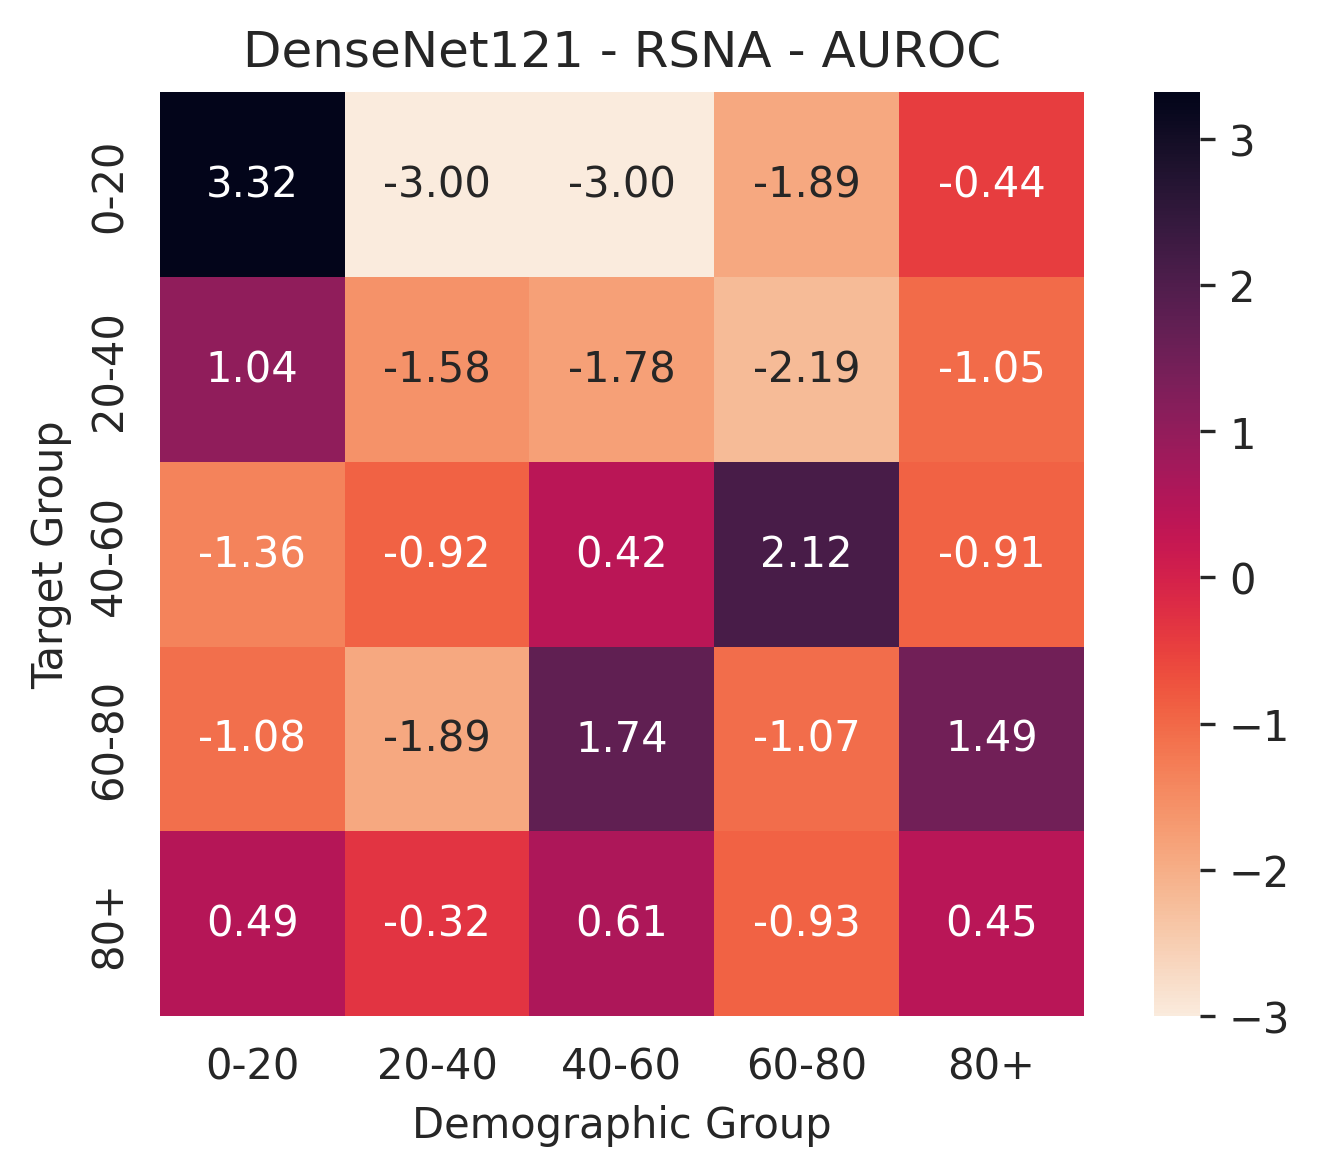 DenseNet121 - RSNA - AUROC
Target Group
0-20
3.32 -3.00 -3.00 -1.89 -0.44
20-40
1.04 -1.58 -1.78 -2.19 -1.05
40-60
-1.36 -0.92 0.42 2.12 -0.91
60-80
-1.08 -1.89 1.74 -1.07 1.49
80+
0.49 -0.32 0.61 -0.93 0.45
0-20 20-40 40-60 60-80 80+
Demographic Group
3
2
1
0
−1
−2
−3